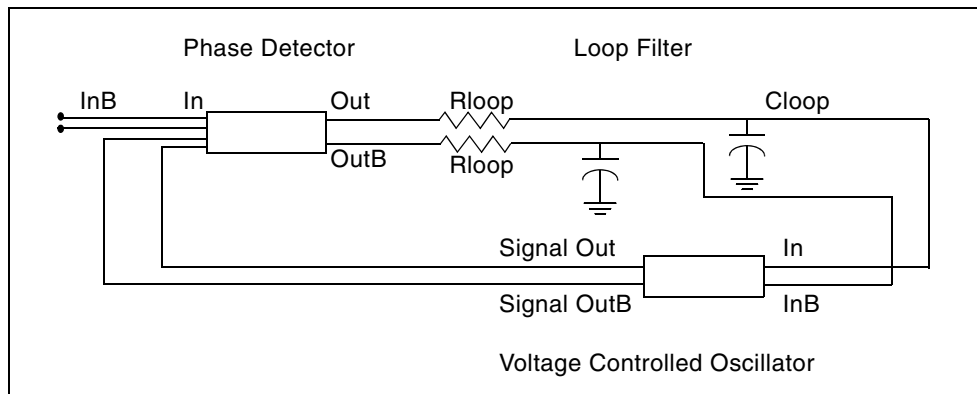 Phase Detector
Loop Filter
InB
In
Out
Rloop
Cloop
OutB
Rloop
Signal Out
In
Signal OutB
InB
Voltage Controlled Oscillator